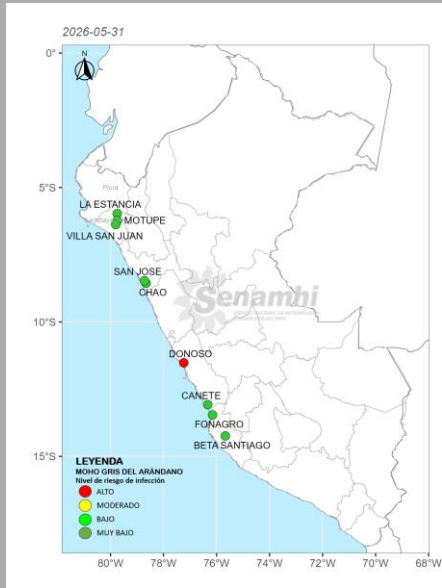 2026-05-31
N
0°
Piura
5°S
LA ESTANCIA
MOTUPE
VILLA SAN JUAN
SAN JOSE
CHAO
Senamhi
10°S
DONOSO
CANETE
FONAGRO
BETA SANTIAGO
15°S
LEYENDA
MOHO GRIS DEL ARÁNDANO
Nivel de riesgo de infección
ALTO
MODERADO
BAJO
MUY BAJO
80°W 78°W 76°W 74°W 72°W 70°W 68°W